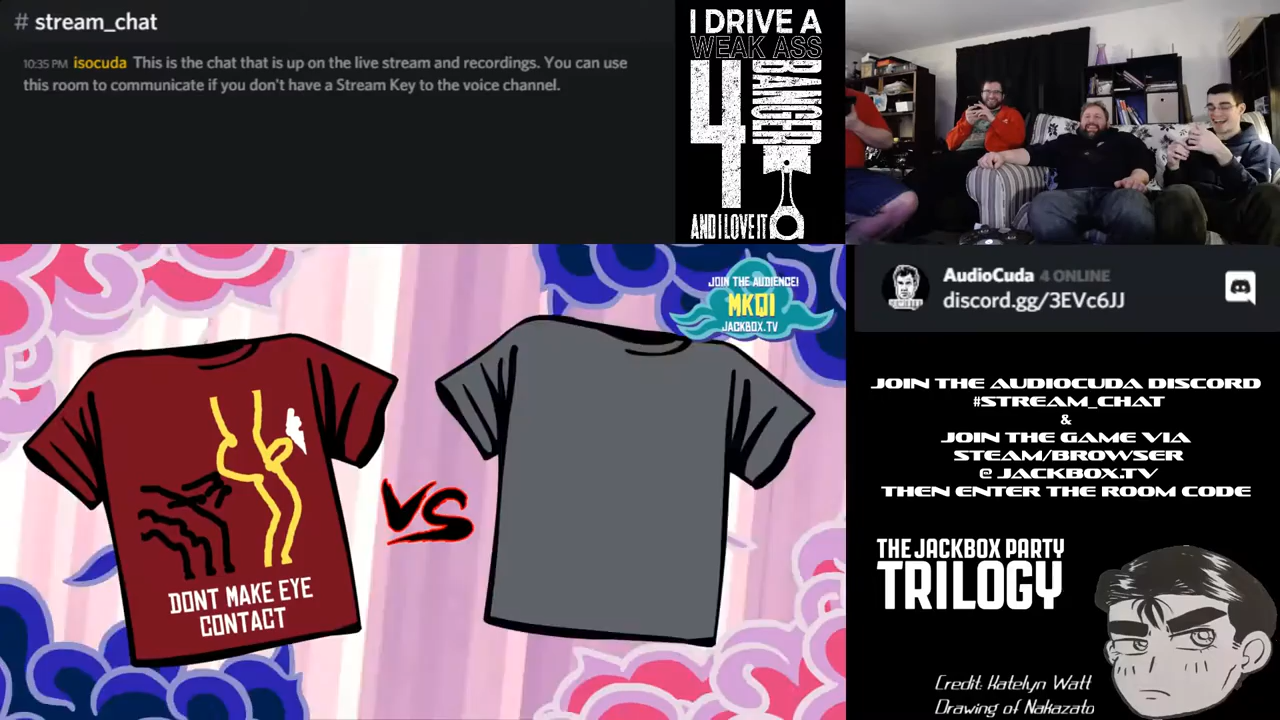 # stream_chat
10:35 PM isocuda This is the chat that is up on the live stream and recordings. You can use
this room to communicate if you don't have a Stream Key to the voice channel.
I DRIVE A
WEAK ASS
4
RANGER
AND I LOVE IT
JOIN THE AUDIENCE!
MKQI
JACKBOX.TV
DONT MAKE EYE
CONTACT
VS
AudioCuda 4 ONLINE
discord.gg/3EVc6JJ
JOIN THE AUDIOCUDA DISCORD
#STREAM_CHAT
&
JOIN THE GAME VIA
STEAM/BROWSER
@ JACKBOX.TV
THEN ENTER THE ROOM CODE
THE JACKBOX PARTY
TRILOGY
Credit: Katelyn Watt
Drawing of Nakazato